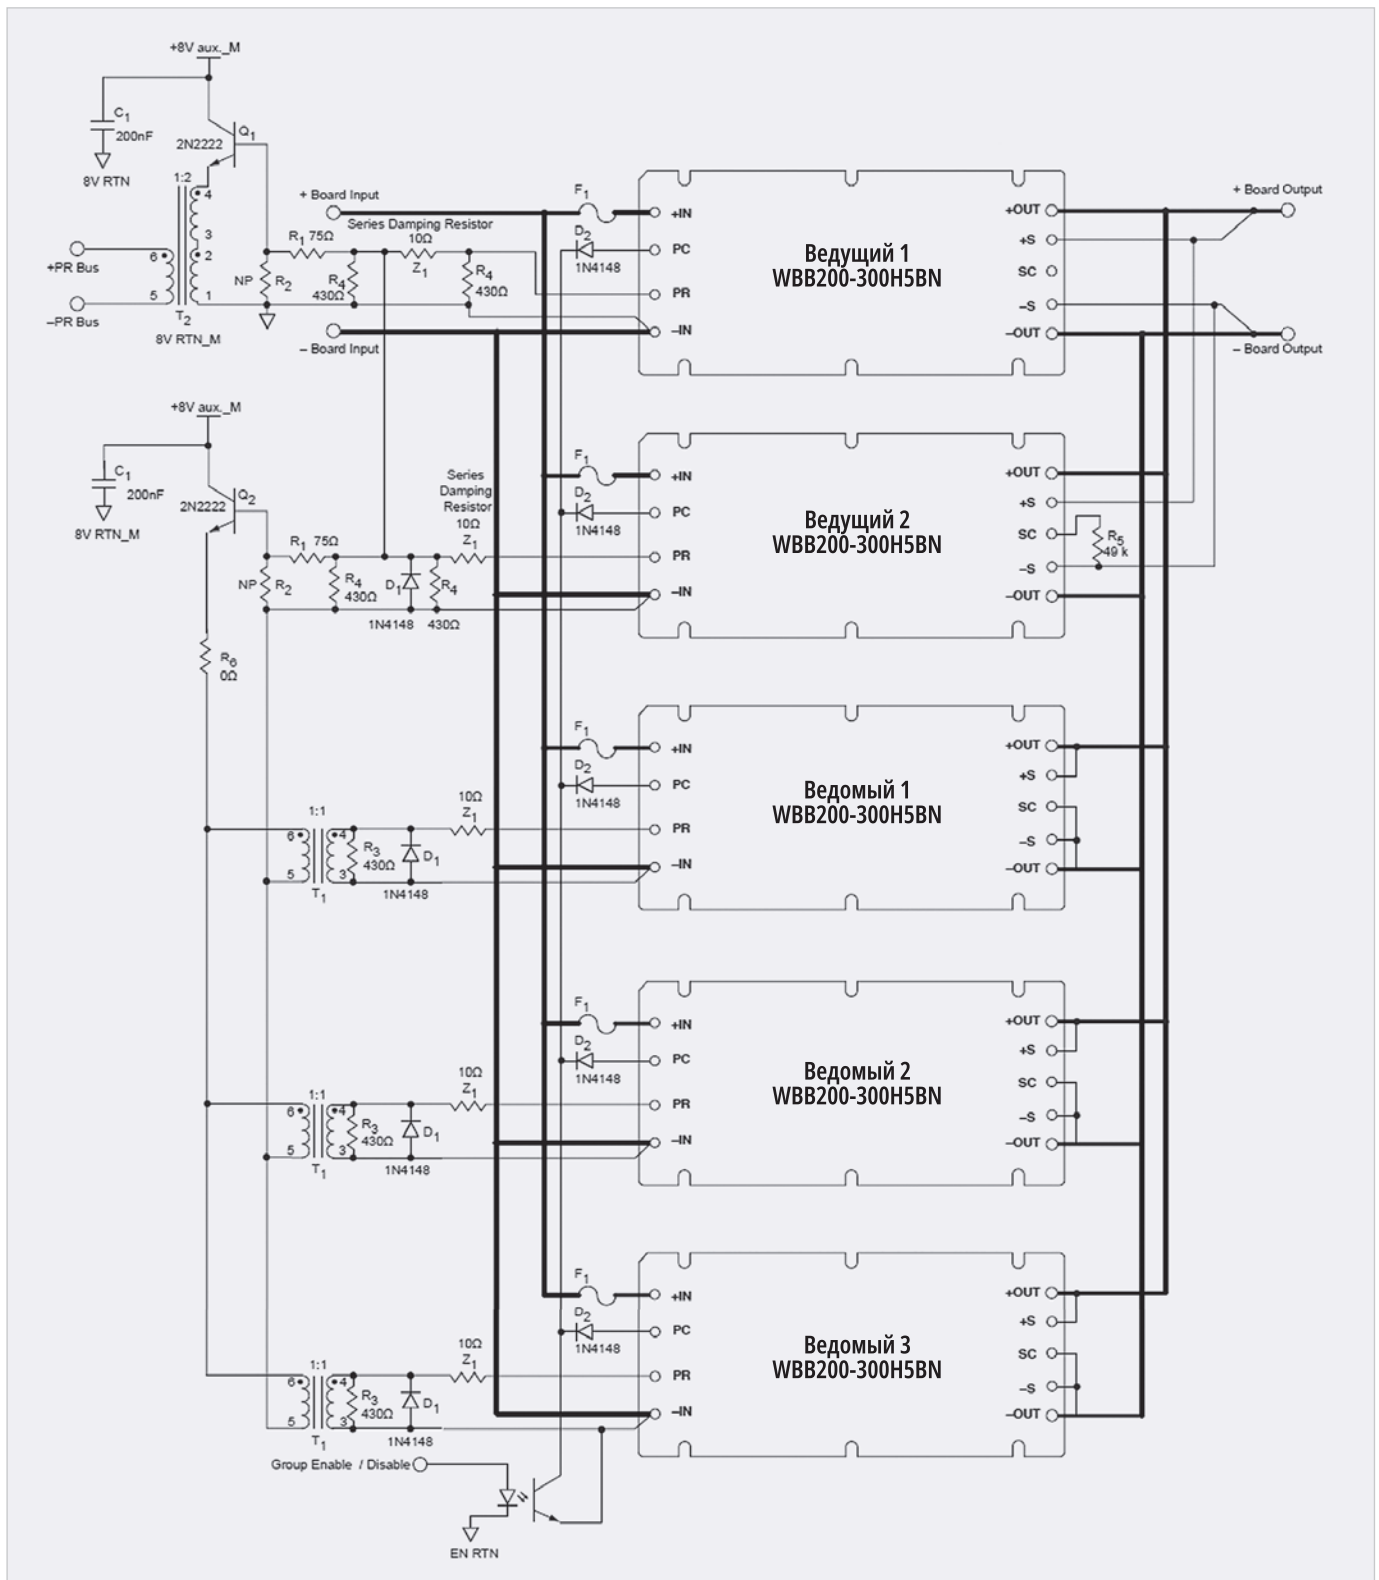 +8V aux._M
C1
200nF
8V RTN
Q1
2N2222
1:2
4
3
2
1
6
5
+PR Bus
–PR Bus
T2
8V RTN_M
+ Board Input
Series Damping Resistor
R1 75Ω
10Ω
Z1
NP
R2
R4
430Ω
R4
430Ω
– Board Input
F1
D2
1N4148
+IN
PC
PR
–IN
Ведущий 1
WBB200-300H5BN
+OUT
+S
SC
–S
–OUT
+ Board Output
– Board Output
+8V aux._M
C1
200nF
8V RTN_M
Q2
2N2222
Series
Damping
Resistor
10Ω
Z1
R1 75Ω
NP
R2
R4
430Ω
D1
1N4148
R4
430Ω
R6
0Ω
F1
D2
1N4148
+IN
PC
PR
–IN
Ведущий 2
WBB200-300H5BN
+OUT
+S
SC
–S
–OUT
R5
49 k
F1
D2
1N4148
+IN
PC
PR
–IN
Ведомый 1
WBB200-300H5BN
+OUT
+S
SC
–S
–OUT
1:1
6
4
5
3
T1
R3
430Ω
D1
1N4148
10Ω
Z1
F1
D2
1N4148
+IN
PC
PR
–IN
Ведомый 2
WBB200-300H5BN
+OUT
+S
SC
–S
–OUT
1:1
6
4
5
3
T1
R3
430Ω
D1
1N4148
10Ω
Z1
F1
D2
1N4148
+IN
PC
PR
–IN
Ведомый 3
WBB200-300H5BN
+OUT
+S
SC
–S
–OUT
1:1
6
4
5
3
T1
R3
430Ω
D1
1N4148
10Ω
Z1
Group Enable / Disable
EN RTN